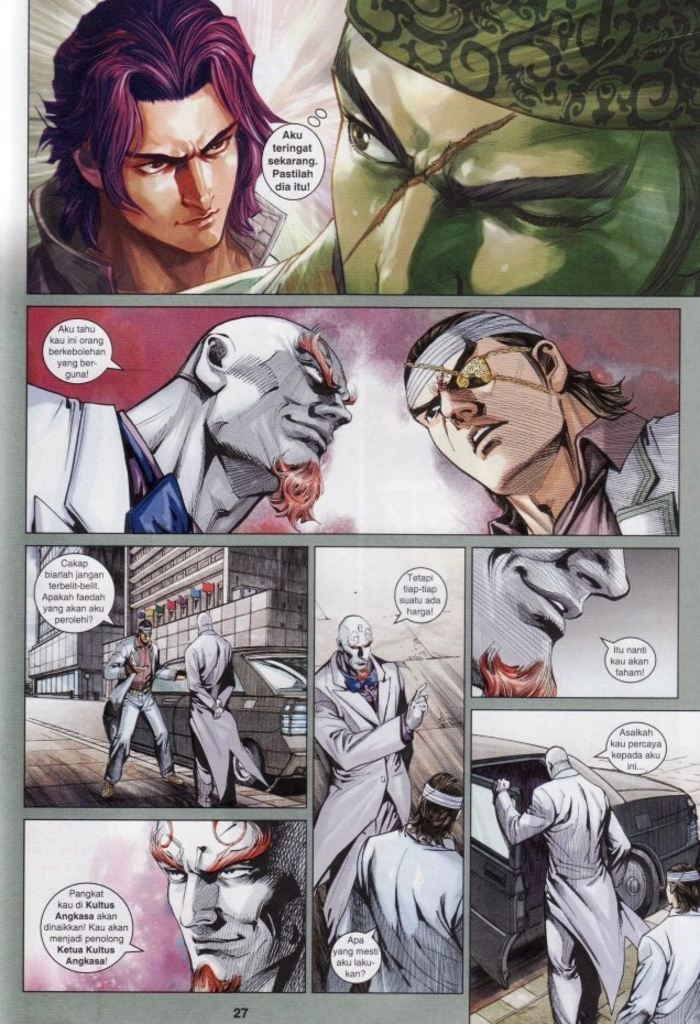 Aku
teringat
sekarang.
Pastilah
dia itu!
Aku tahu
kau ini orang
berkebolehan
yang ber-
guna!
Cakap
biarlah jangan
terbelit-belit.
Apakah faedah
yang akan aku
perolehi?
Pangkat
kau di Kultus
Angkasa akan
dinaikkan! Kau akan
menjadi penolong
Ketua Kultus
Angkasa!
Tetapi
tiap-tiap
suatu ada
harga!
Apa
yang mesti
aku laku-
kan?
Itu nanti
kau akan
faham!
Asalkah
kau percaya
kepada aku
ini...
27